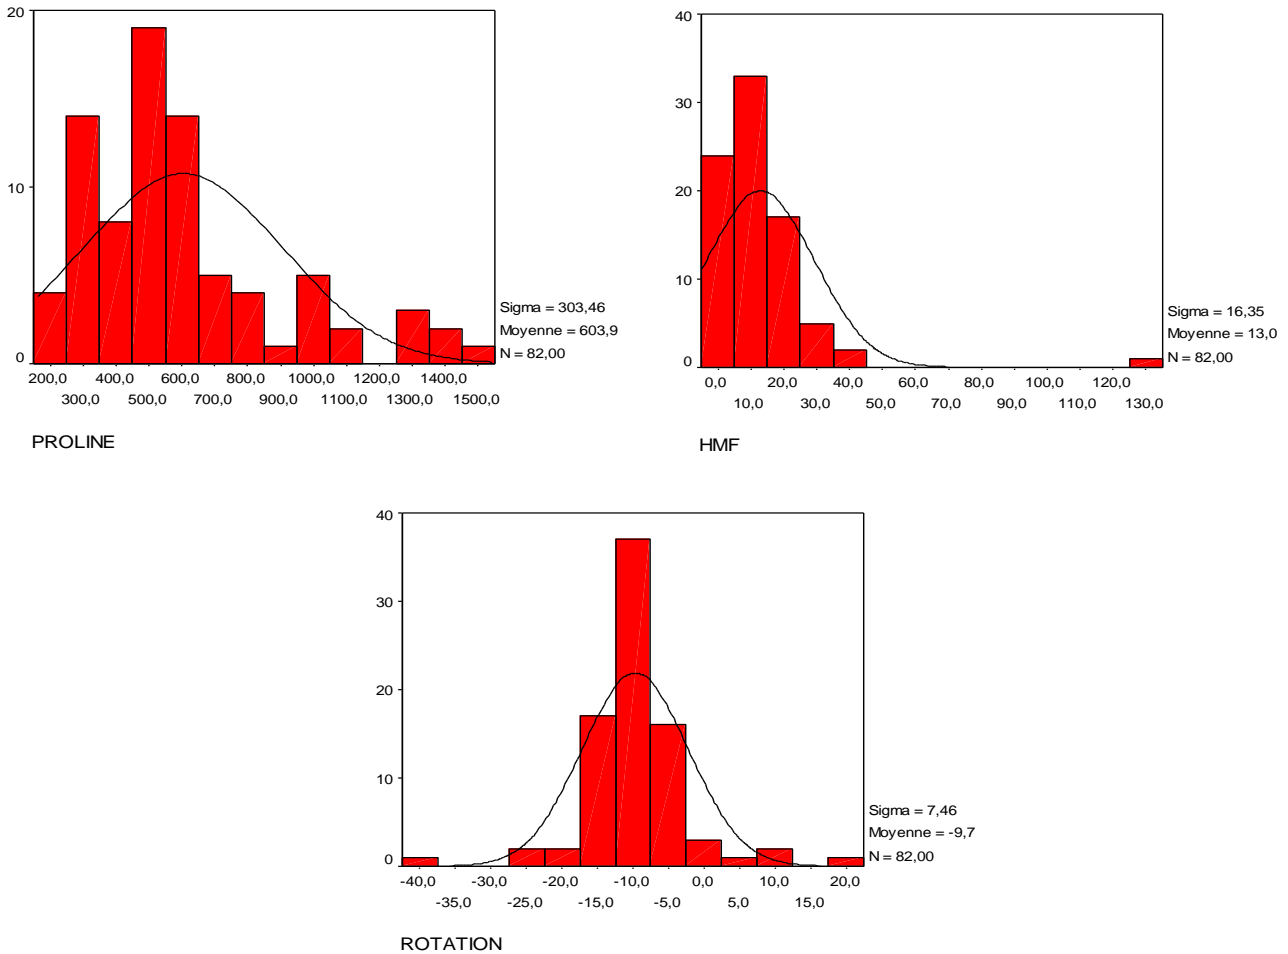 20
10
0
200,0 400,0 600,0 800,0 1000,0 1200,0 1400,0
300,0 500,0 700,0 900,0 1100,0 1300,0 1500,0
PROLINE
Sigma = 303,46
Moyenne = 603,9
N = 82,00
40
30
20
10
0
0,0 20,0 40,0 60,0 80,0 100,0 120,0
10,0 30,0 50,0 70,0 90,0 110,0 130,0
HMF
Sigma = 16,35
Moyenne = 13,0
N = 82,00
40
30
20
10
0
-40,0 -30,0 -20,0 -10,0 0,0 10,0 20,0
-35,0 -25,0 -15,0 -5,0 5,0 15,0
ROTATION
Sigma = 7,46
Moyenne = -9,7
N = 82,00